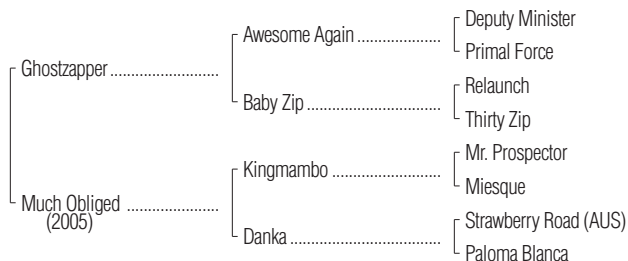 Deputy Minister
Awesome Again ....................
Primal Force
Ghostzapper ..........................
Relaunch
Baby Zip ................................
Thirty Zip
Mr. Prospector
Kingmambo ..........................
Miesque
Much Obliged ......................
(2005)
Strawberry Road (AUS)
Danka ....................................
Paloma Blanca